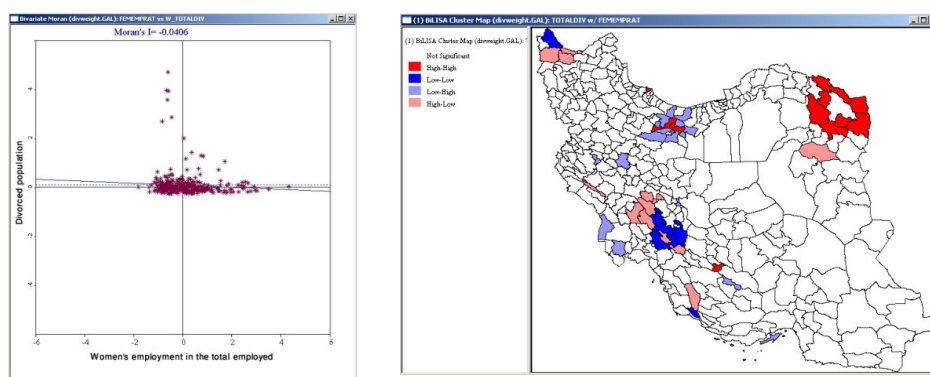 Bivariate Moran (divweight.GAL): FEMEMPRAT vs W_TOTALDIV
Moran's I= -0.0406
4
2
0
-2
-4
Divorced population
-6
-4
-2
0
2
4
6
Women's employment in the total employed
(1) BiLISA Cluster Map (divweight.GAL): TOTALDIV w/ FEMEMPRAT
(1) BiLISA Cluster Map (divweight.GAL): T
Not Significant
High-High
Low-Low
Low-High
High-Low